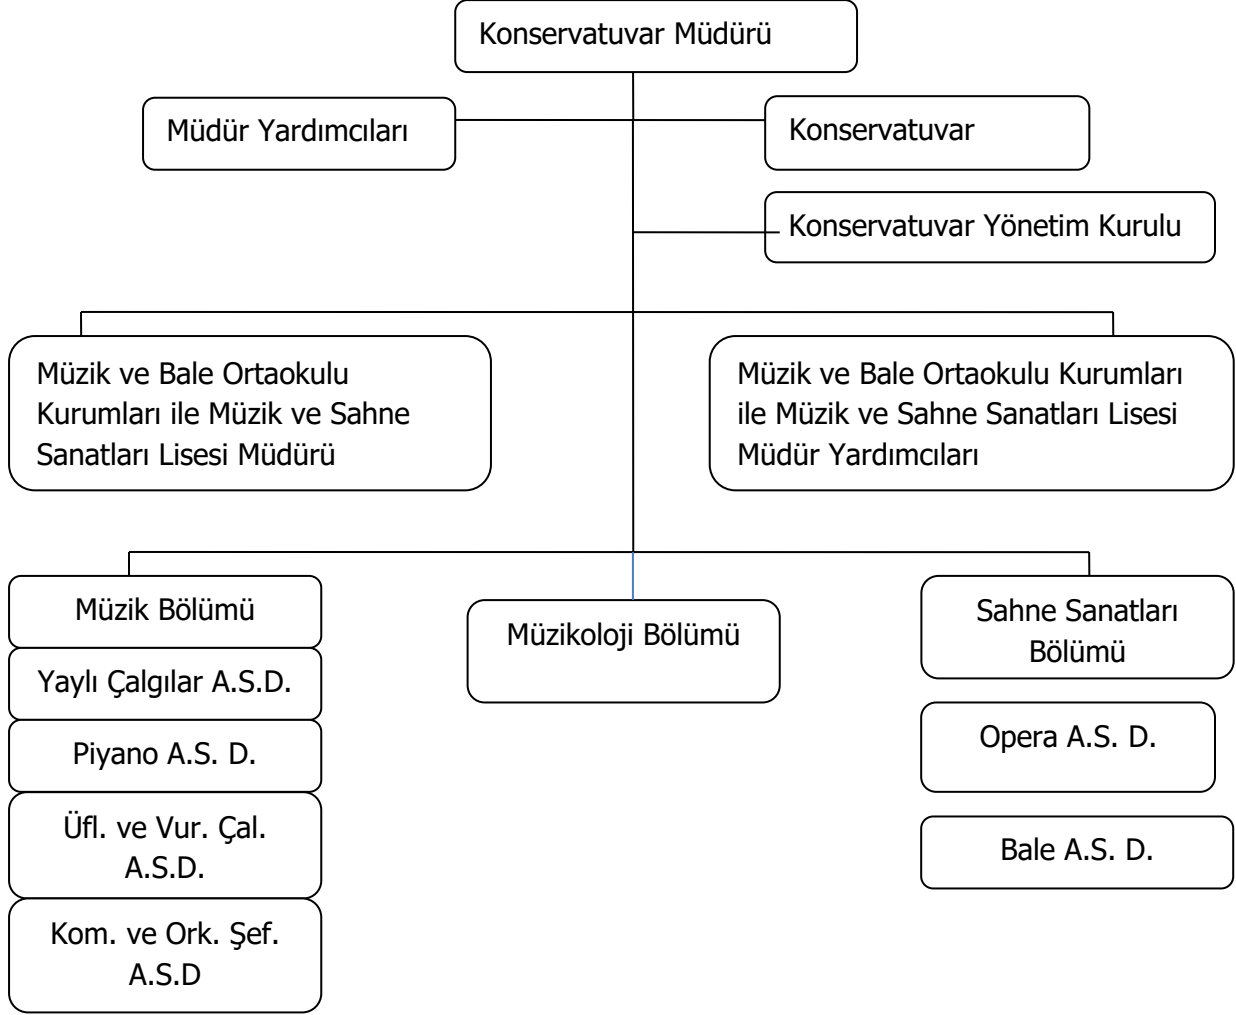 Konservatuvar Müdürü
Müdür Yardımcıları
Konservatuvar
Konservatuvar Yönetim Kurulu
Müzik ve Bale Ortaokulu
Kurumları ile Müzik ve Sahne
Sanatları Lisesi Müdürü
Müzik ve Bale Ortaokulu Kurumları
ile Müzik ve Sahne Sanatları Lisesi
Müdür Yardımcıları
Müzik Bölümü
Yaylı Çalgılar A.S.D.
Piyano A.S. D.
Üfl. ve Vur. Çal.
A.S.D.
Kom. ve Ork. Şef.
A.S.D
Müzikoloji Bölümü
Sahne Sanatları
Bölümü
Opera A.S. D.
Bale A.S. D.